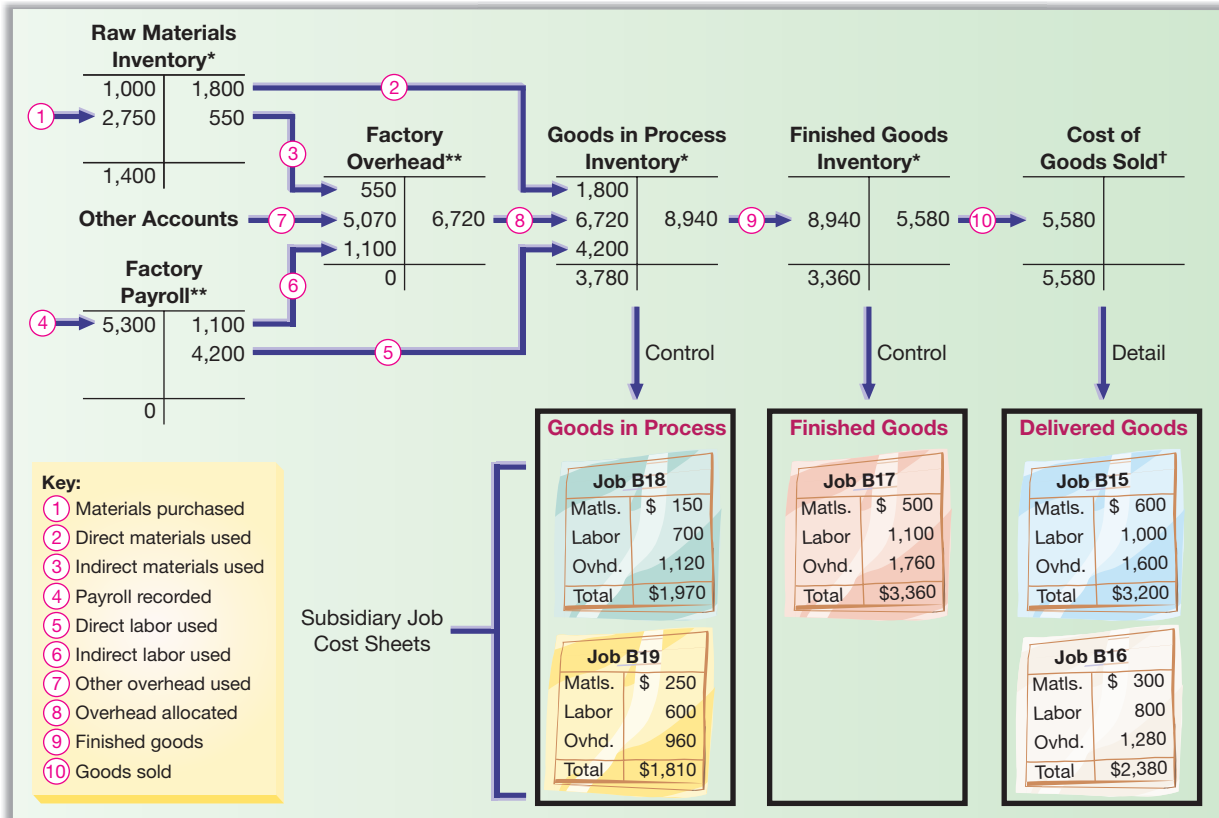 Raw Materials
Inventory*
1,000 1,800
2
1 2,750 550
3
1,400
Factory
Overhead**
550
Other Accounts 7 5,070 6,720 8
1,100
0
Goods in Process
Inventory*
1,800
6,720 8,940 9
4,200
3,780
Finished Goods
Inventory*
8,940 5,580 10
3,360
Cost of
Goods Sold†
5,580
5,580
Factory
Payroll**
6
4 5,300 1,100
4,200 5
0
Control
Control
Detail
Key:
1 Materials purchased
2 Direct materials used
3 Indirect materials used
4 Payroll recorded
5 Direct labor used
6 Indirect labor used
7 Other overhead used
8 Overhead allocated
9 Finished goods
10 Goods sold
Subsidiary Job
Cost Sheets
Goods in Process
Job B18
Matls. $ 150
Labor 700
Ovhd. 1,120
Total $1,970
Job B19
Matls. $ 250
Labor 600
Ovhd. 960
Total $1,810
Finished Goods
Job B17
Matls. $ 500
Labor 1,100
Ovhd. 1,760
Total $3,360
Delivered Goods
Job B15
Matls. $ 600
Labor 1,000
Ovhd. 1,600
Total $3,200
Job B16
Matls. $ 300
Labor 800
Ovhd. 1,280
Total $2,380